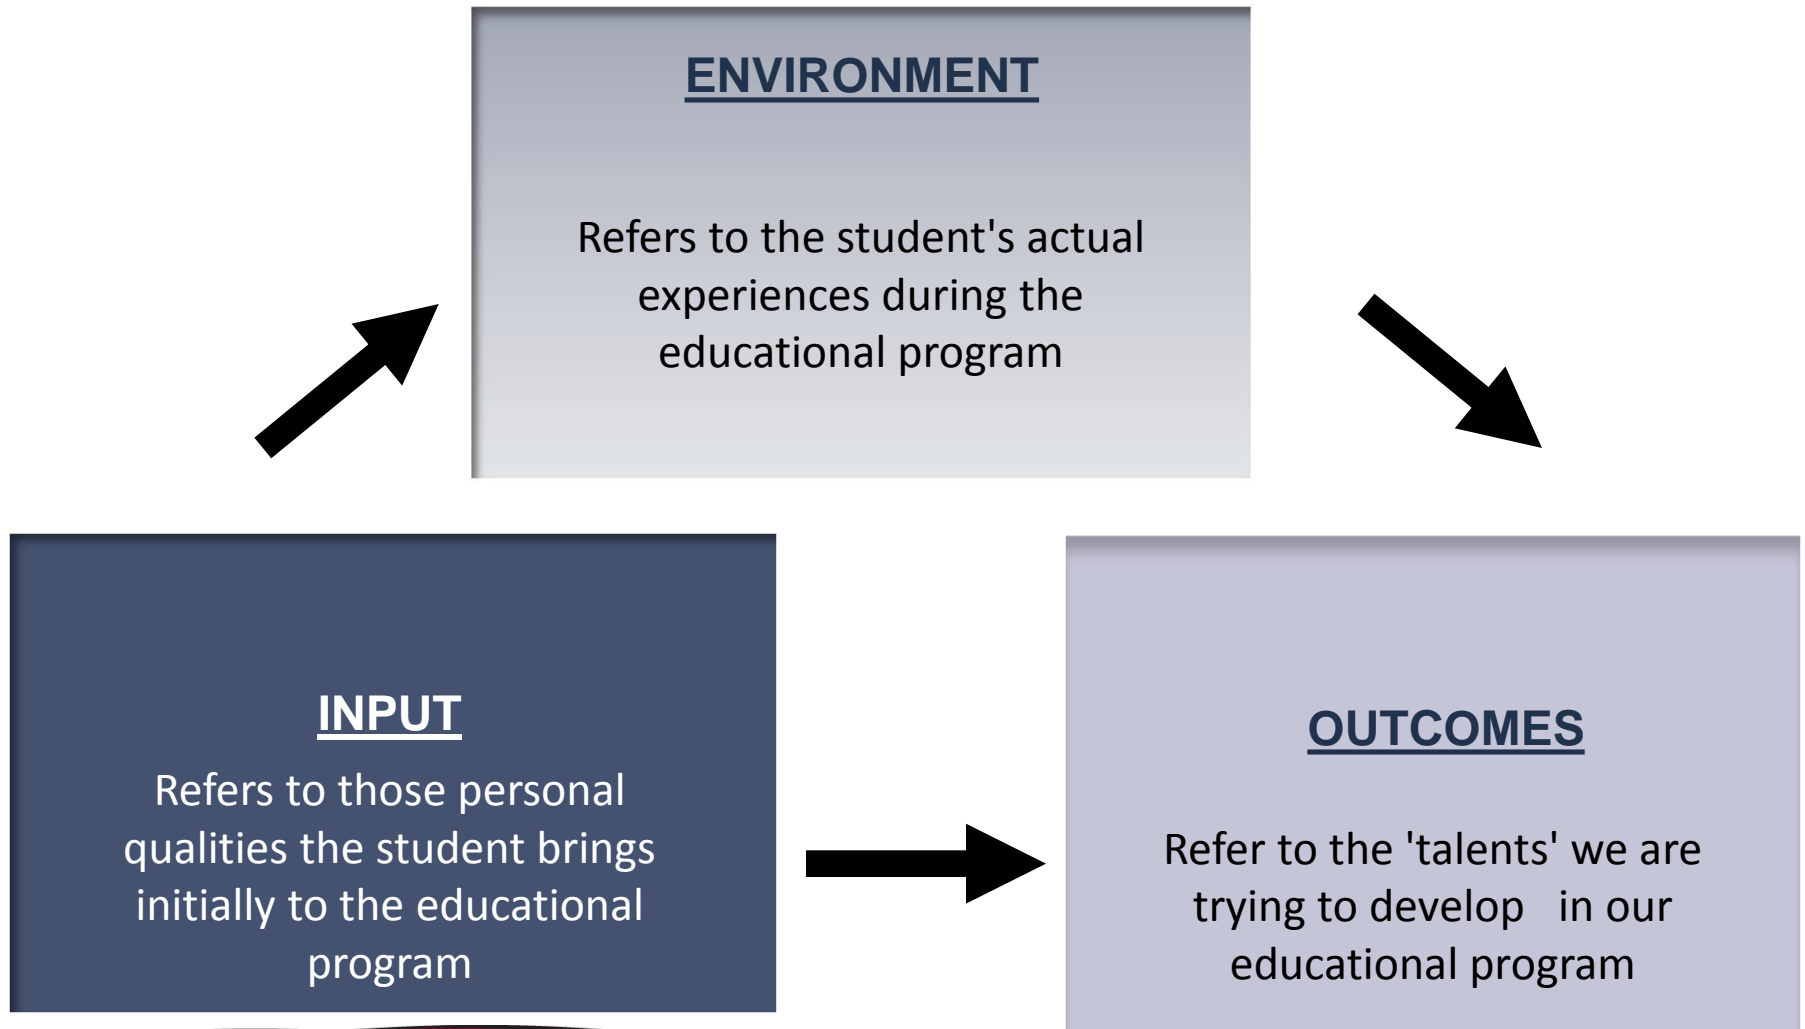 ENVIRONMENT
Refers to the student's actual
experiences during the
educational program
INPUT
Refers to those personal
qualities the student brings
initially to the educational
program
OUTCOMES
Refer to the 'talents' we are
trying to develop   in our
educational program